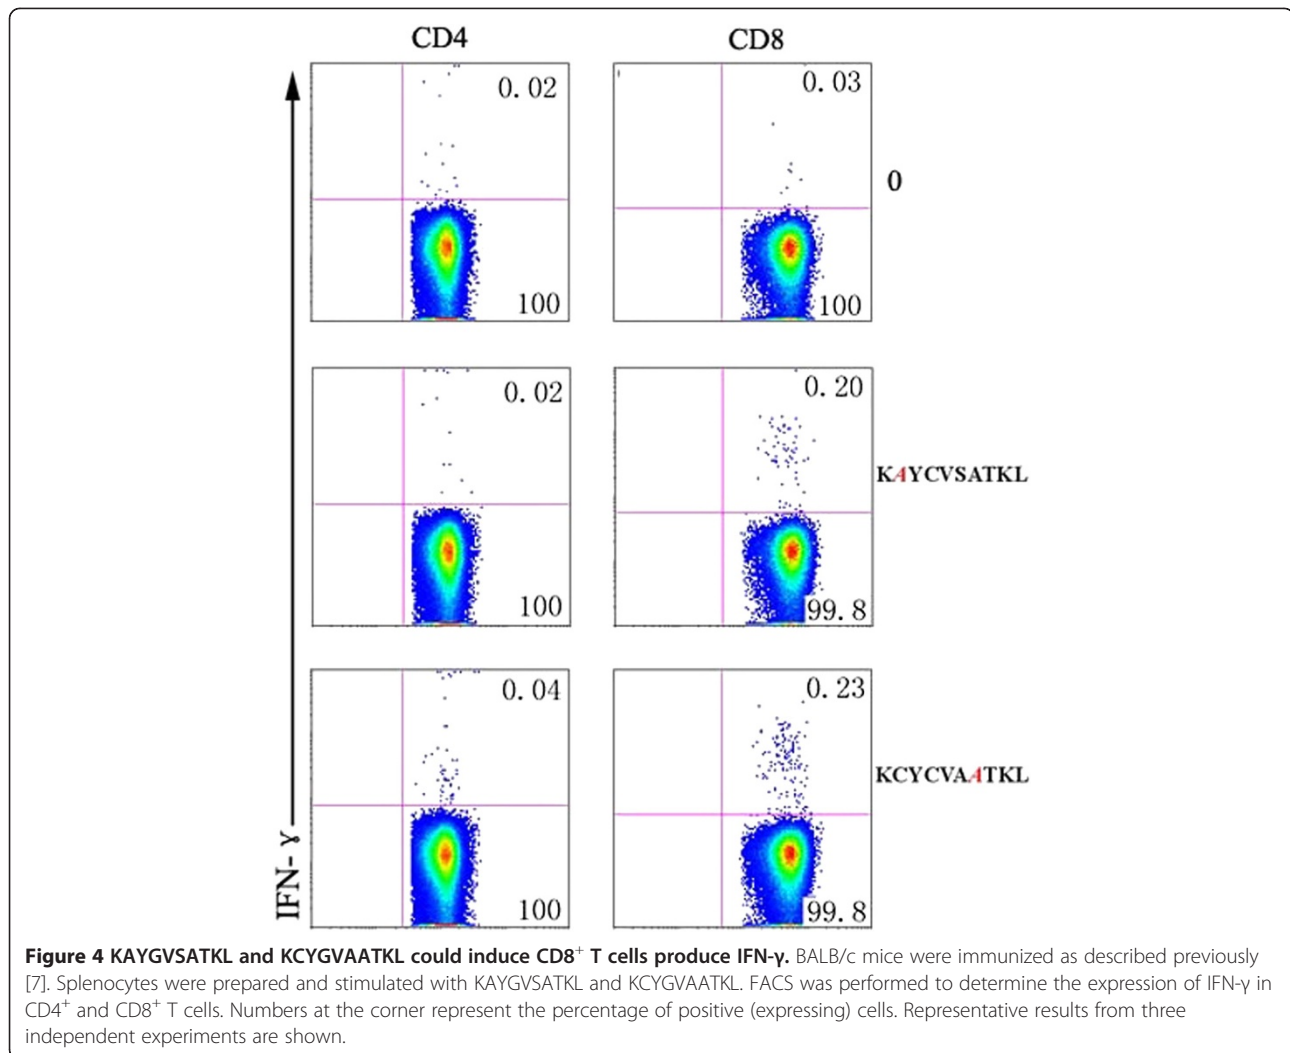 CD4 CD8
0.02 0.03
0
100 100
0.02 0.20
KAYCVSATKL
100 99.8
0.04 0.23
KCYCVAATKL
100 99.8
IFN-γ
Figure 4 KAYGVSATKL and KCYGVAATKL could induce CD8+ T cells produce IFN-γ. BALB/c mice were immunized as described previously
[7]. Splenocytes were prepared and stimulated with KAYGVSATKL and KCYGVAATKL. FACS was performed to determine the expression of IFN-γ in
CD4+ and CD8+ T cells. Numbers at the corner represent the percentage of positive (expressing) cells. Representative results from three
independent experiments are shown.